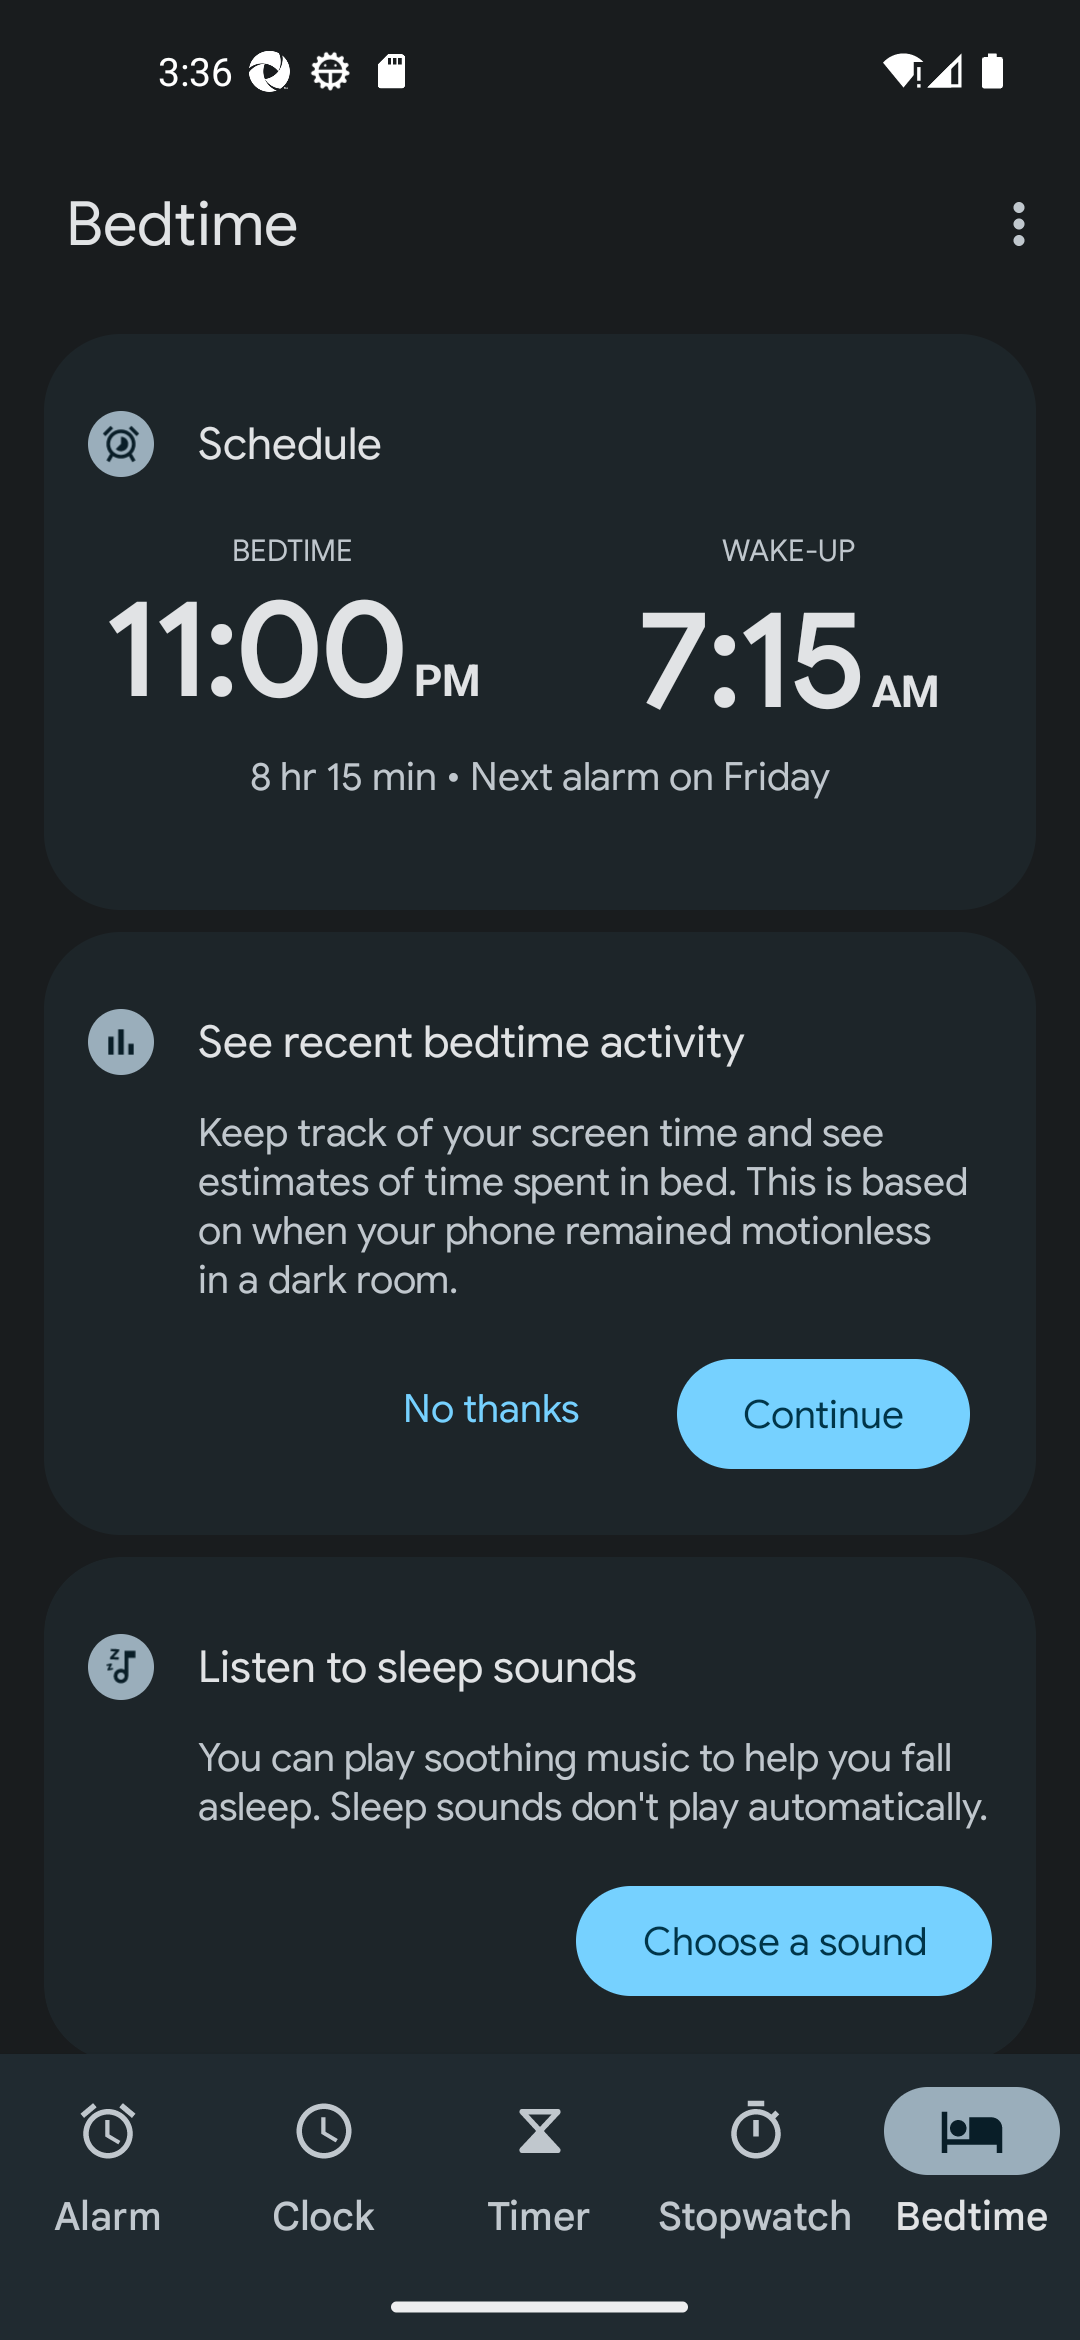 3:36
Bedtime
Schedule
BEDTIME
11:00 PM
WAKE-UP
7:15 AM
8 hr 15 min • Next alarm on Friday
See recent bedtime activity
Keep track of your screen time and see
estimates of time spent in bed. This is based
on when your phone remained motionless
in a dark room.
No thanks
Continue
Listen to sleep sounds
You can play soothing music to help you fall
asleep. Sleep sounds don't play automatically.
Choose a sound
Alarm
Clock
Timer
Stopwatch
Bedtime